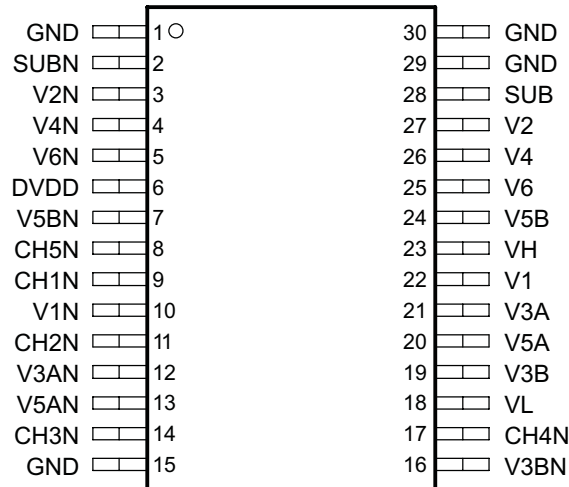 GND 1 30 GND
SUBN 2 29 GND
V2N 3 28 SUB
V4N 4 27 V2
V6N 5 26 V4
DVDD 6 25 V6
V5BN 7 24 V5B
CH5N 8 23 VH
CH1N 9 22 V1
V1N 10 21 V3A
CH2N 11 20 V5A
V3AN 12 19 V3B
V5AN 13 18 VL
CH3N 14 17 CH4N
GND 15 16 V3BN